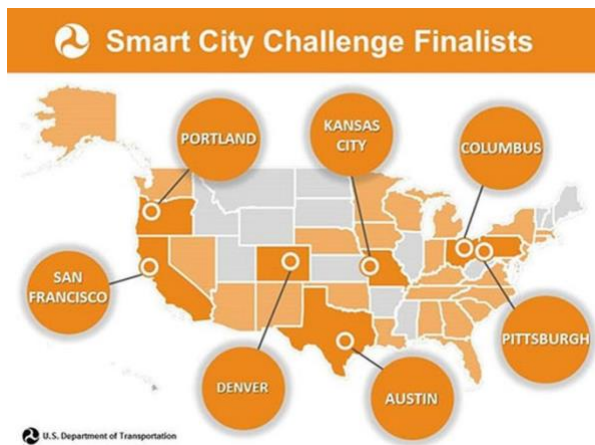 Smart City Challenge Finalists
PORTLAND
KANSAS
CITY
COLUMBUS
SAN
FRANCISCO
PITTSBURGH
DENVER
AUSTIN
U.S. Department of Transportation